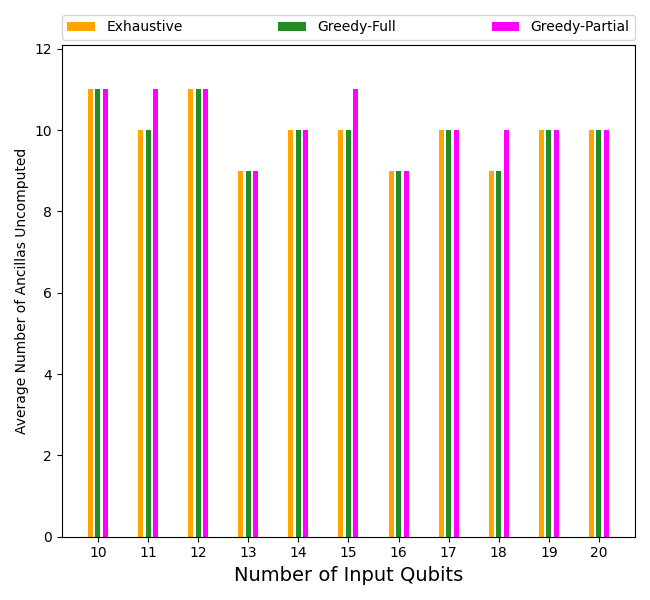 Exhaustive Greedy-Full Greedy-Partial
12
10
8
6
4
2
0
Average Number of Ancillas Uncomputed
10 11 12 13 14 15 16 17 18 19 20
Number of Input Qubits